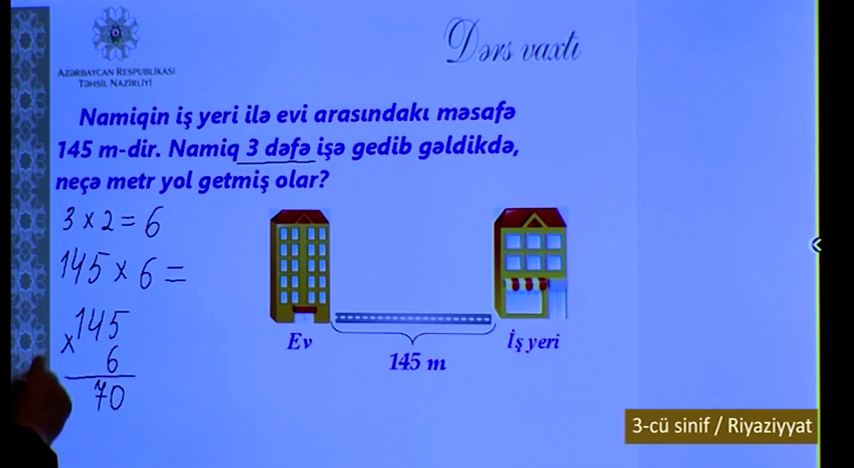 Dərs vaxtı
AZƏRBAYCAN RESPUBLİKASI
TƏHSİL NAZİRLİYİ
Namiqin iş yeri ilə evi arasındakı məsafə
145 m-dir. Namiq 3 dəfə işə gedib gəldikdə,
neçə metr yol getmiş olar?
3 x 2 = 6
145 x 6 =
x 145
6
70
Ev
İş yeri
145 m
3-cü sinif / Riyaziyyat